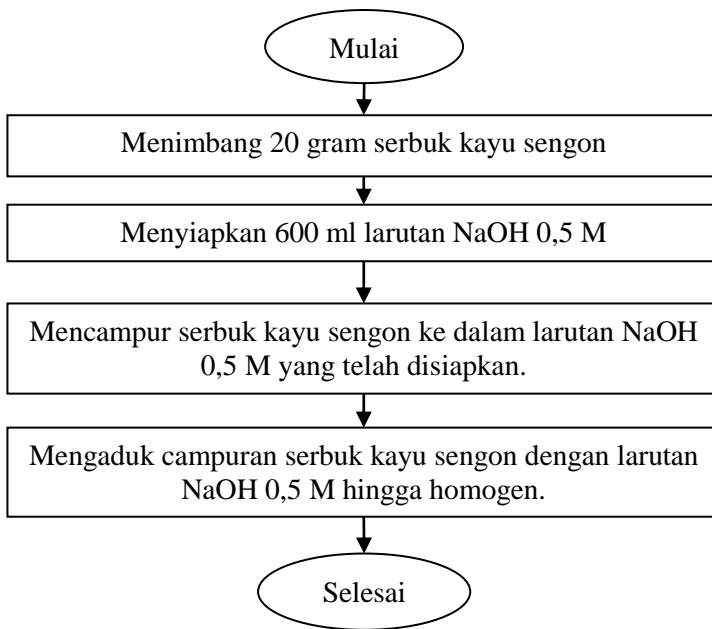 Mulai
Menimbang 20 gram serbuk kayu sengon
Menyiapkan 600 ml larutan NaOH 0,5 M
Mencampur serbuk kayu sengon ke dalam larutan NaOH
0,5 M yang telah disiapkan.
Mengaduk campuran serbuk kayu sengon dengan larutan
NaOH 0,5 M hingga homogen.
Selesai